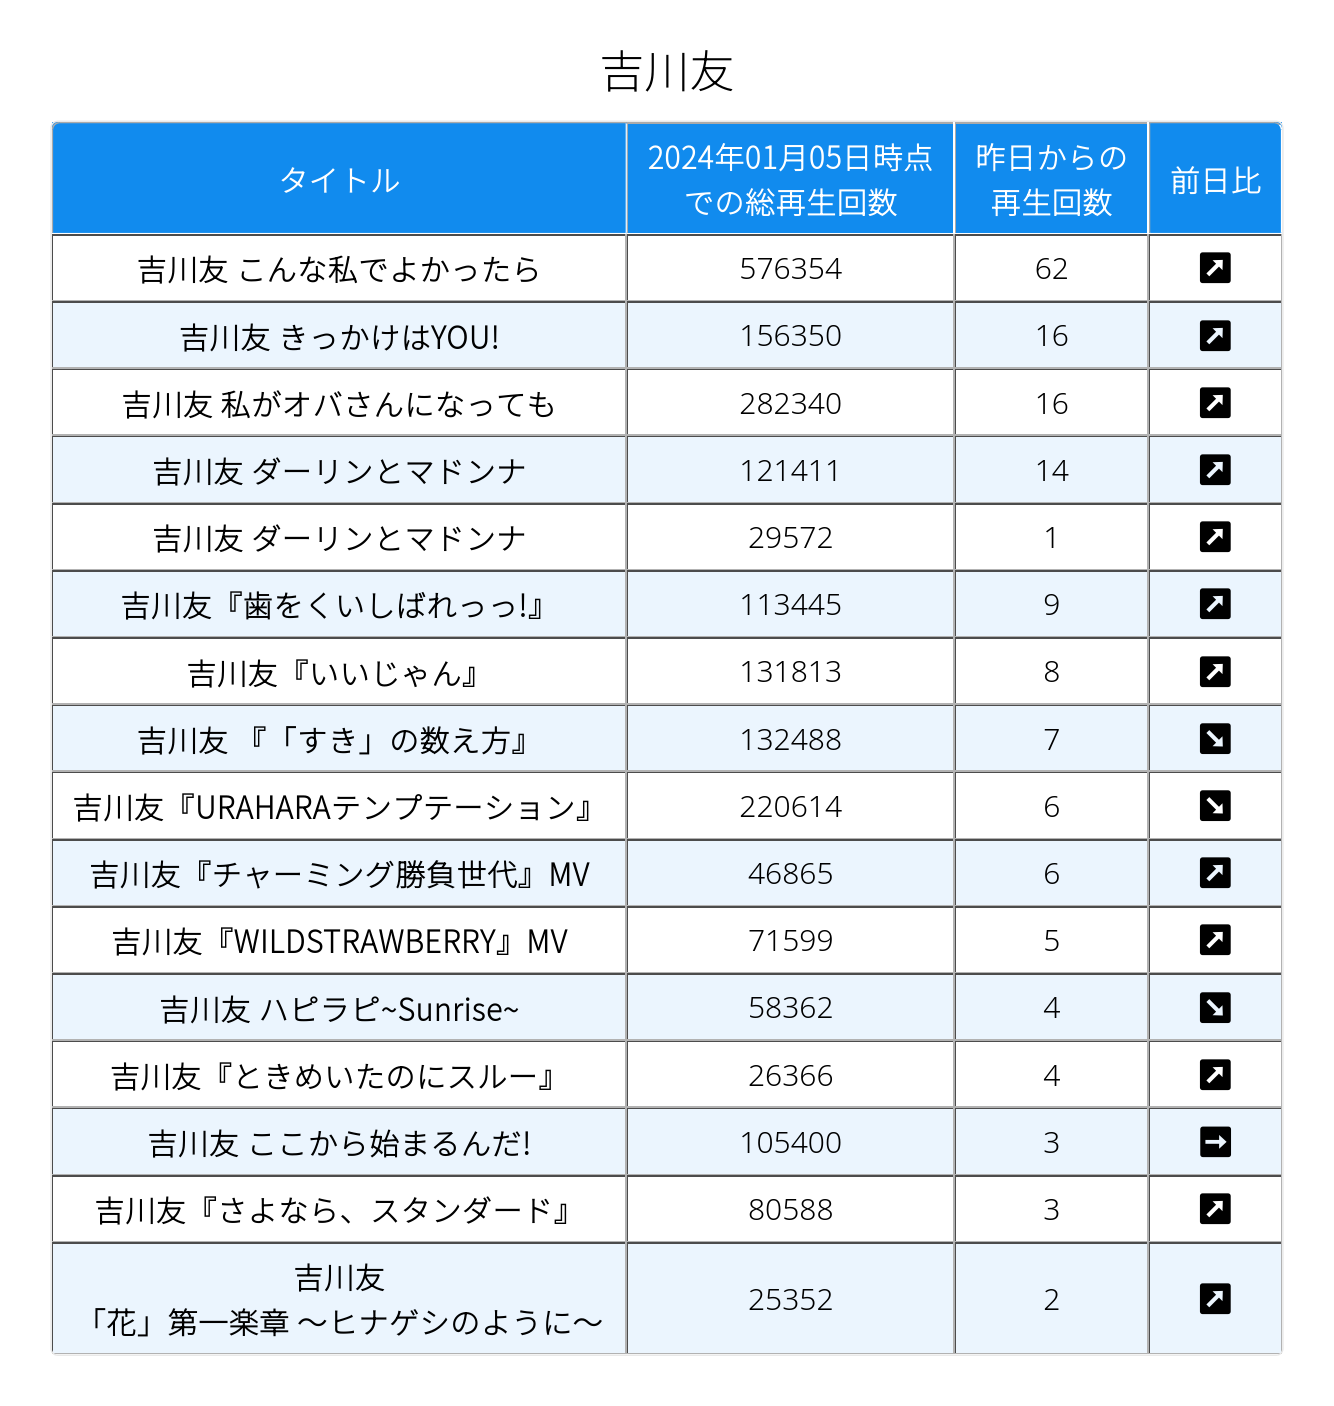 吉川友
タイトル
2024年01月05日時点
での総再生回数
昨日からの
再生回数
前日比
吉川友 こんな私でよかったら 576354 62
吉川友 きっかけはYOU! 156350 16
吉川友 私がオバさんになっても 282340 16
吉川友 ダーリンとマドンナ 121411 14
吉川友 ダーリンとマドンナ 29572 1
吉川友『歯をくいしばれっっ!』 113445 9
吉川友『いいじゃん』 131813 8
吉川友 『「すき」の数え方』 132488 7
吉川友『URAHARAテンプテーション』 220614 6
吉川友『チャーミング勝負世代』MV 46865 6
吉川友『WILDSTRAWBERRY』MV 71599 5
吉川友 ハピラピ~Sunrise~ 58362 4
吉川友『ときめいたのにスルー』 26366 4
吉川友 ここから始まるんだ! 105400 3
吉川友『さよなら、スタンダード』 80588 3
吉川友
「花」第一楽章 〜ヒナゲシのように〜 25352 2